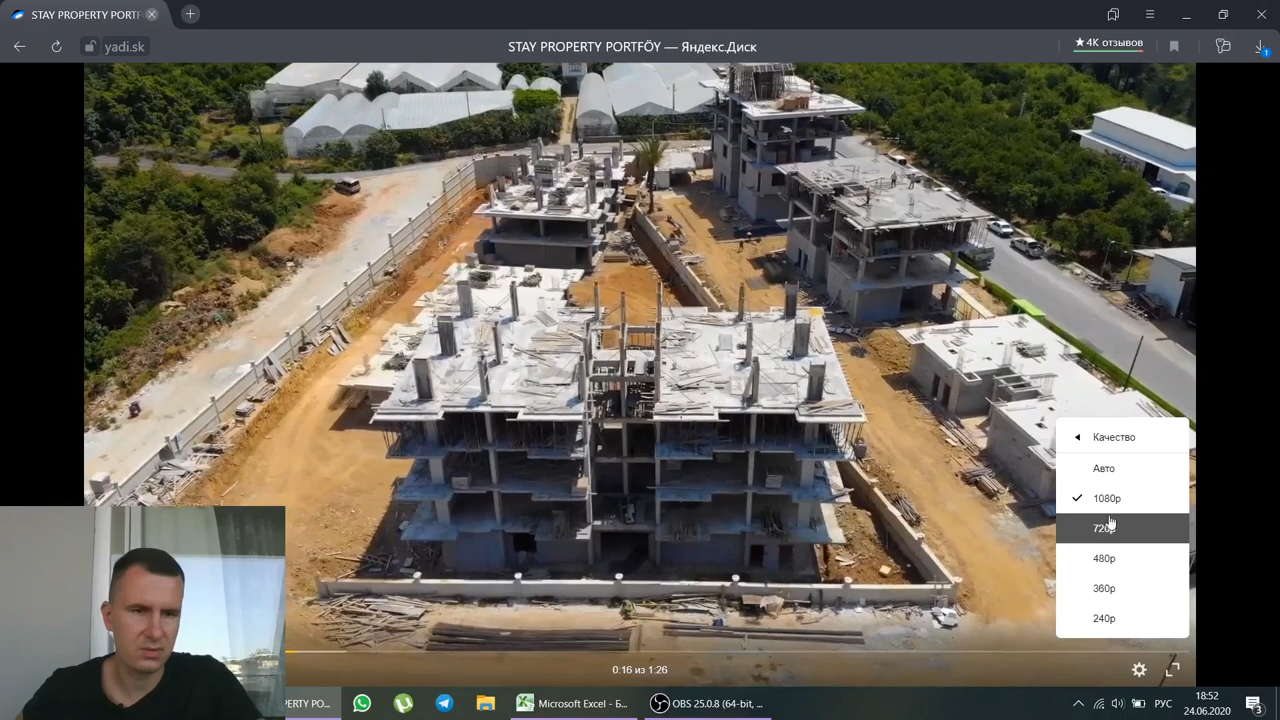 STAY PROPERTY PORTF
yadi.sk
STAY PROPERTY PORTFÖY — Яндекс.Диск
★4К отзывов
1
Качество
Авто
1080p
720p
480p
360p
240p
0:16 из 1:26
PERTY PO...
Microsoft Excel - Б...
OBS 25.0.8 (64-bit, ...
РУС
18:52
24.06.2020
3